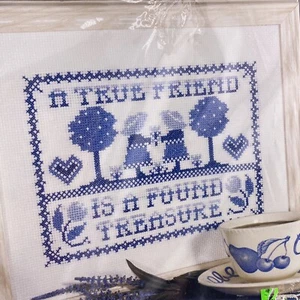 A TRUE FRIEND
IS A FOUND
TREASURE